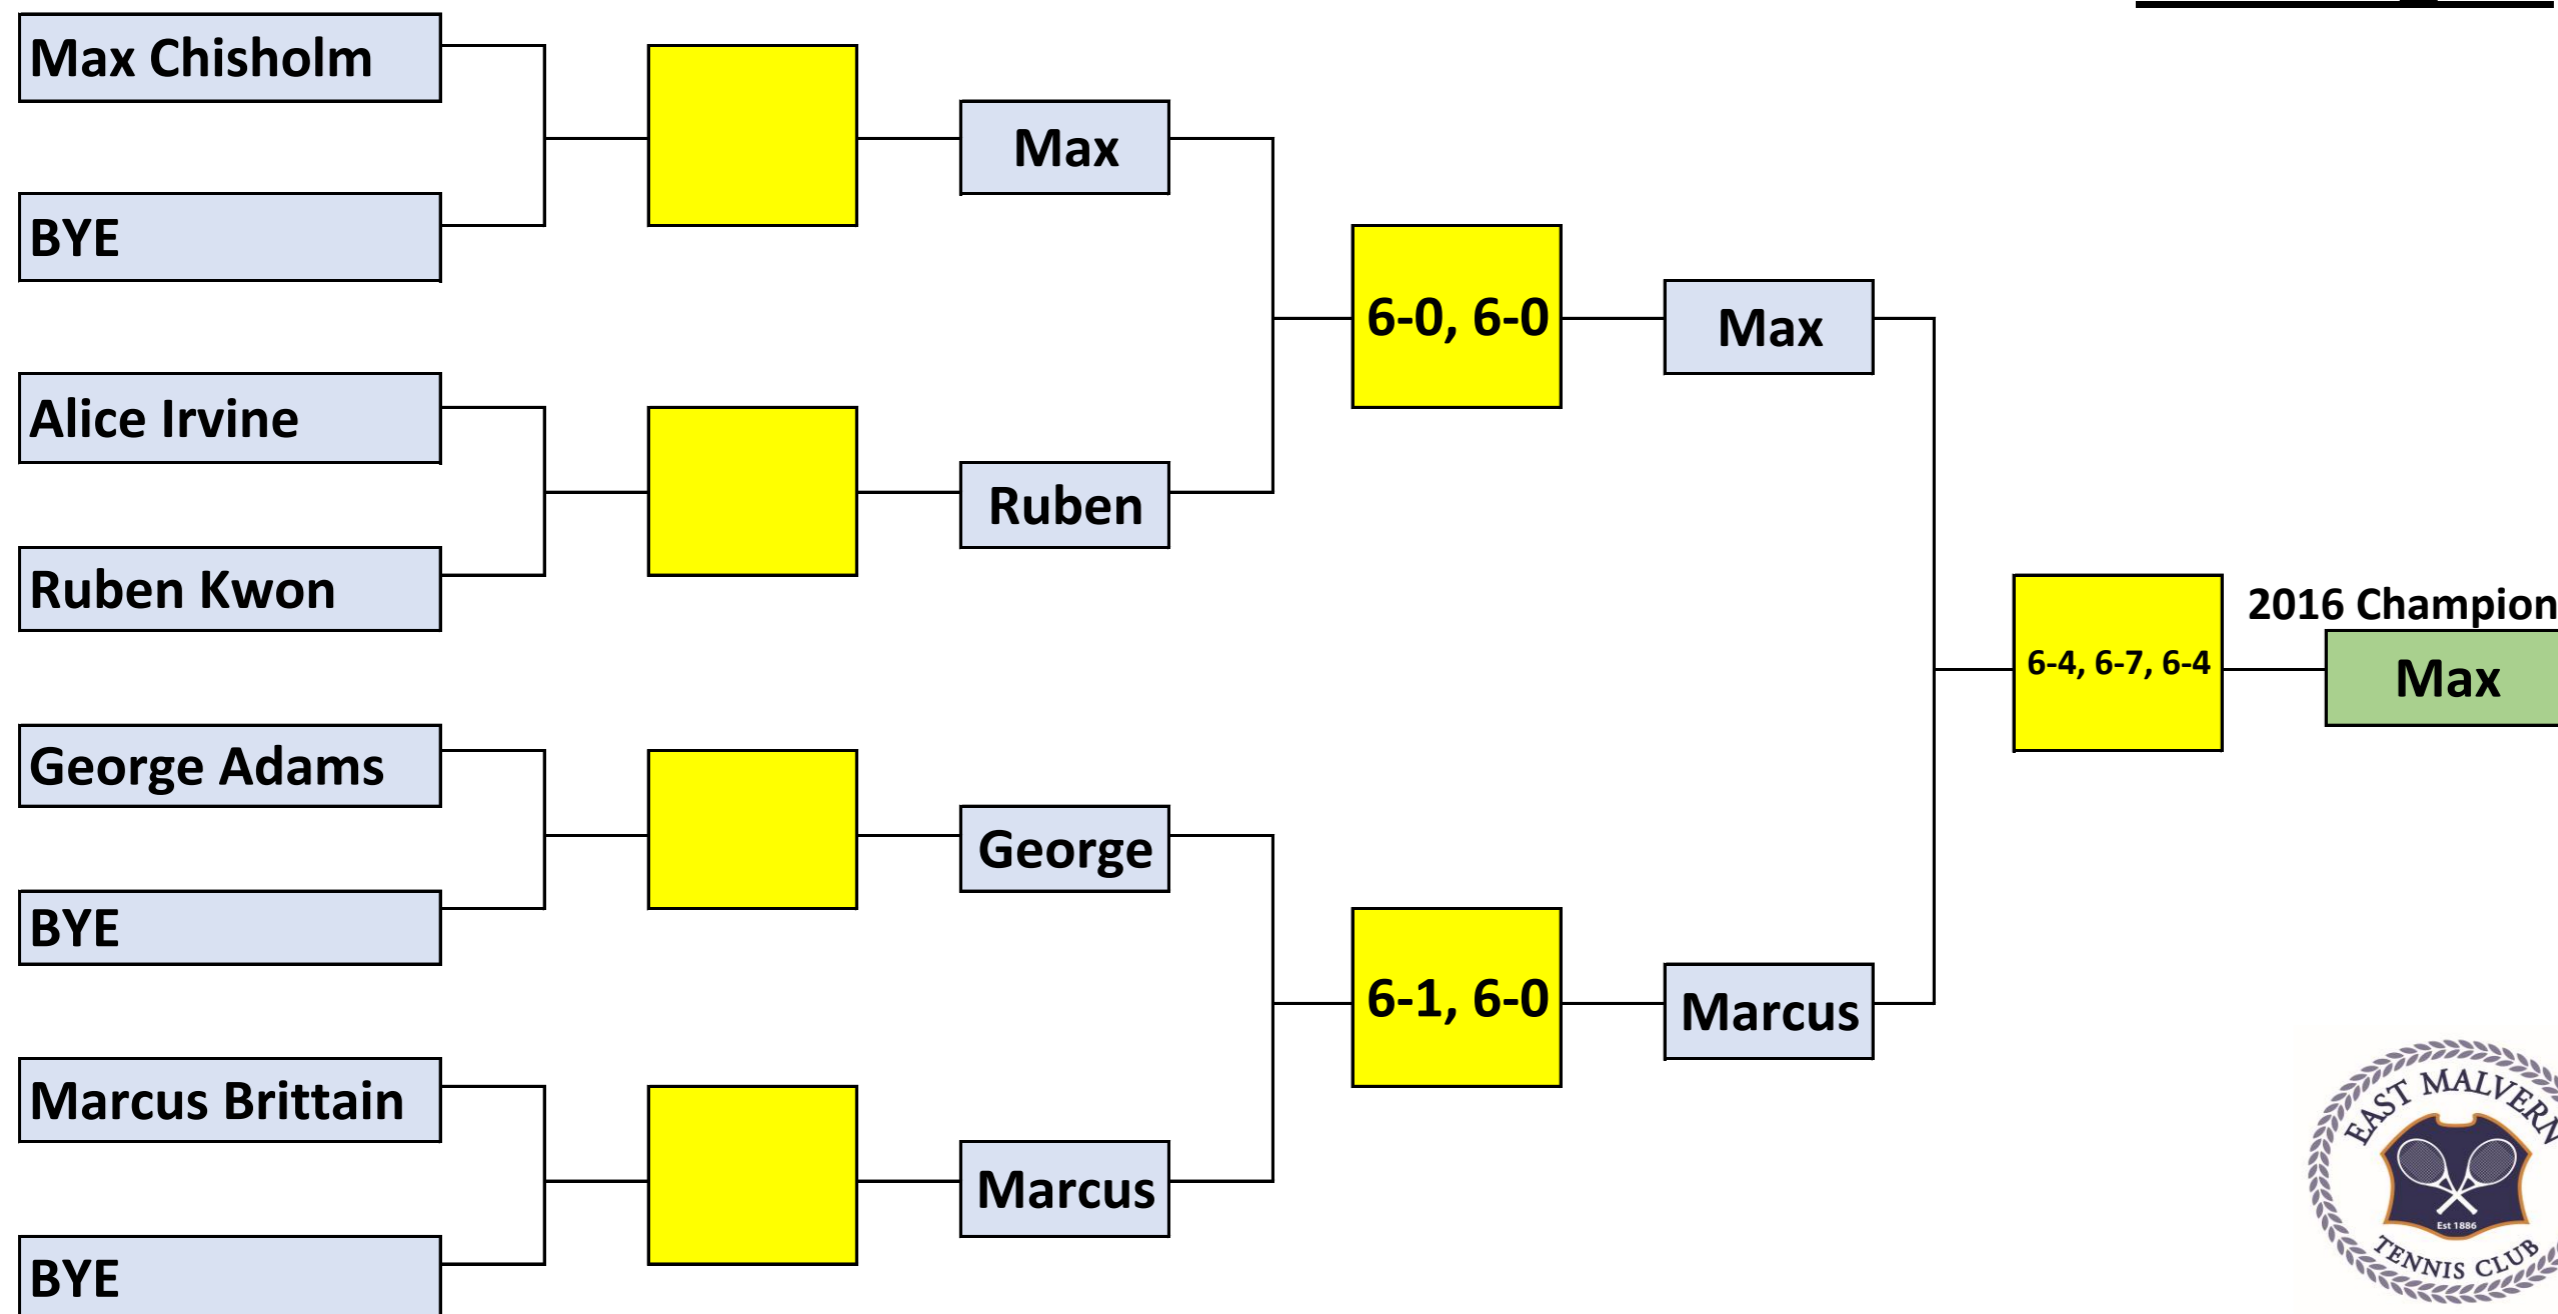 Max Chisholm
BYE
Alice Irvine
Ruben Kwon
George Adams
BYE
Marcus Brittain
BYE
Max
Ruben
George
Marcus
6-0, 6-0
6-1, 6-0
Max
Marcus
6-4, 6-7, 6-4
2016 Champion
Max
EAST MALVERN
Est 1886
TENNIS CLUB